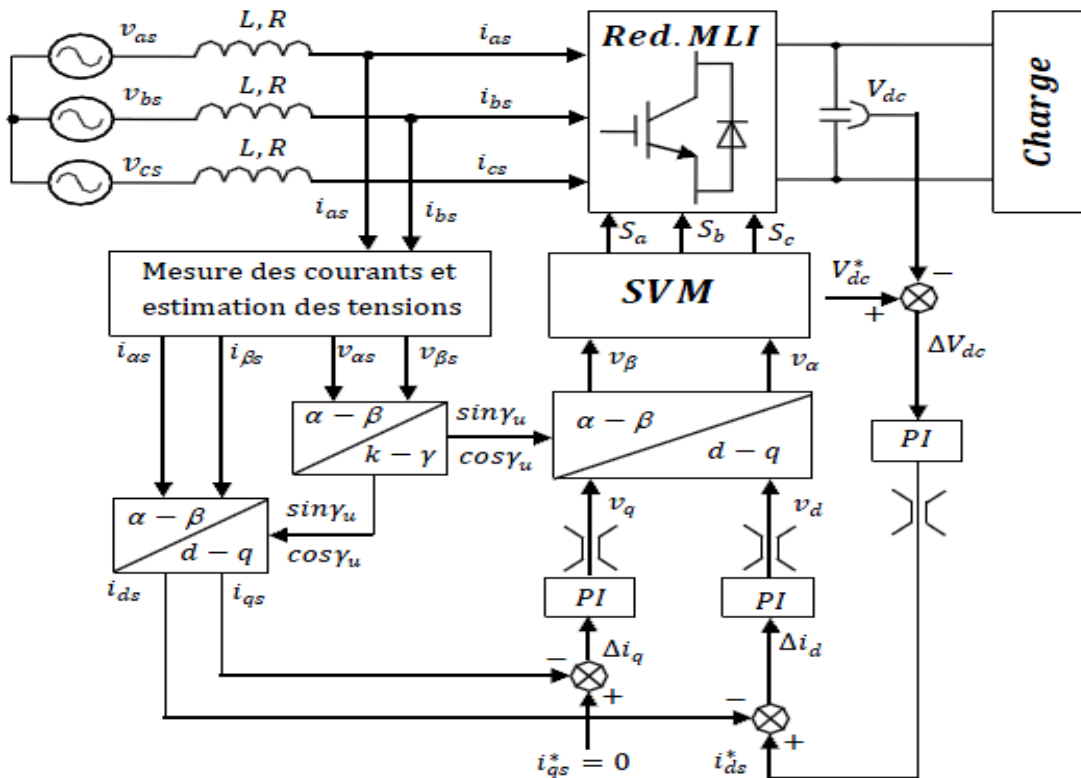 v_as L, R i_as Red. MLI
v_bs L, R i_bs V_dc
v_cs L, R i_cs Charge
i_as i_bs
S_a S_b S_c
Mesure des courants et
estimation des tensions
SVM
V*_dc + −
i_αs i_βs v_αs v_βs
v_β v_α
ΔV_dc
α − β
k − γ
sinγ_u
cosγ_u
α − β
d − q
PI
α − β
d − q
sinγ_u
cosγ_u
v_q v_d
i_ds i_qs
PI PI
Δi_q Δi_d
− +
− +
i*_qs = 0 i*_ds